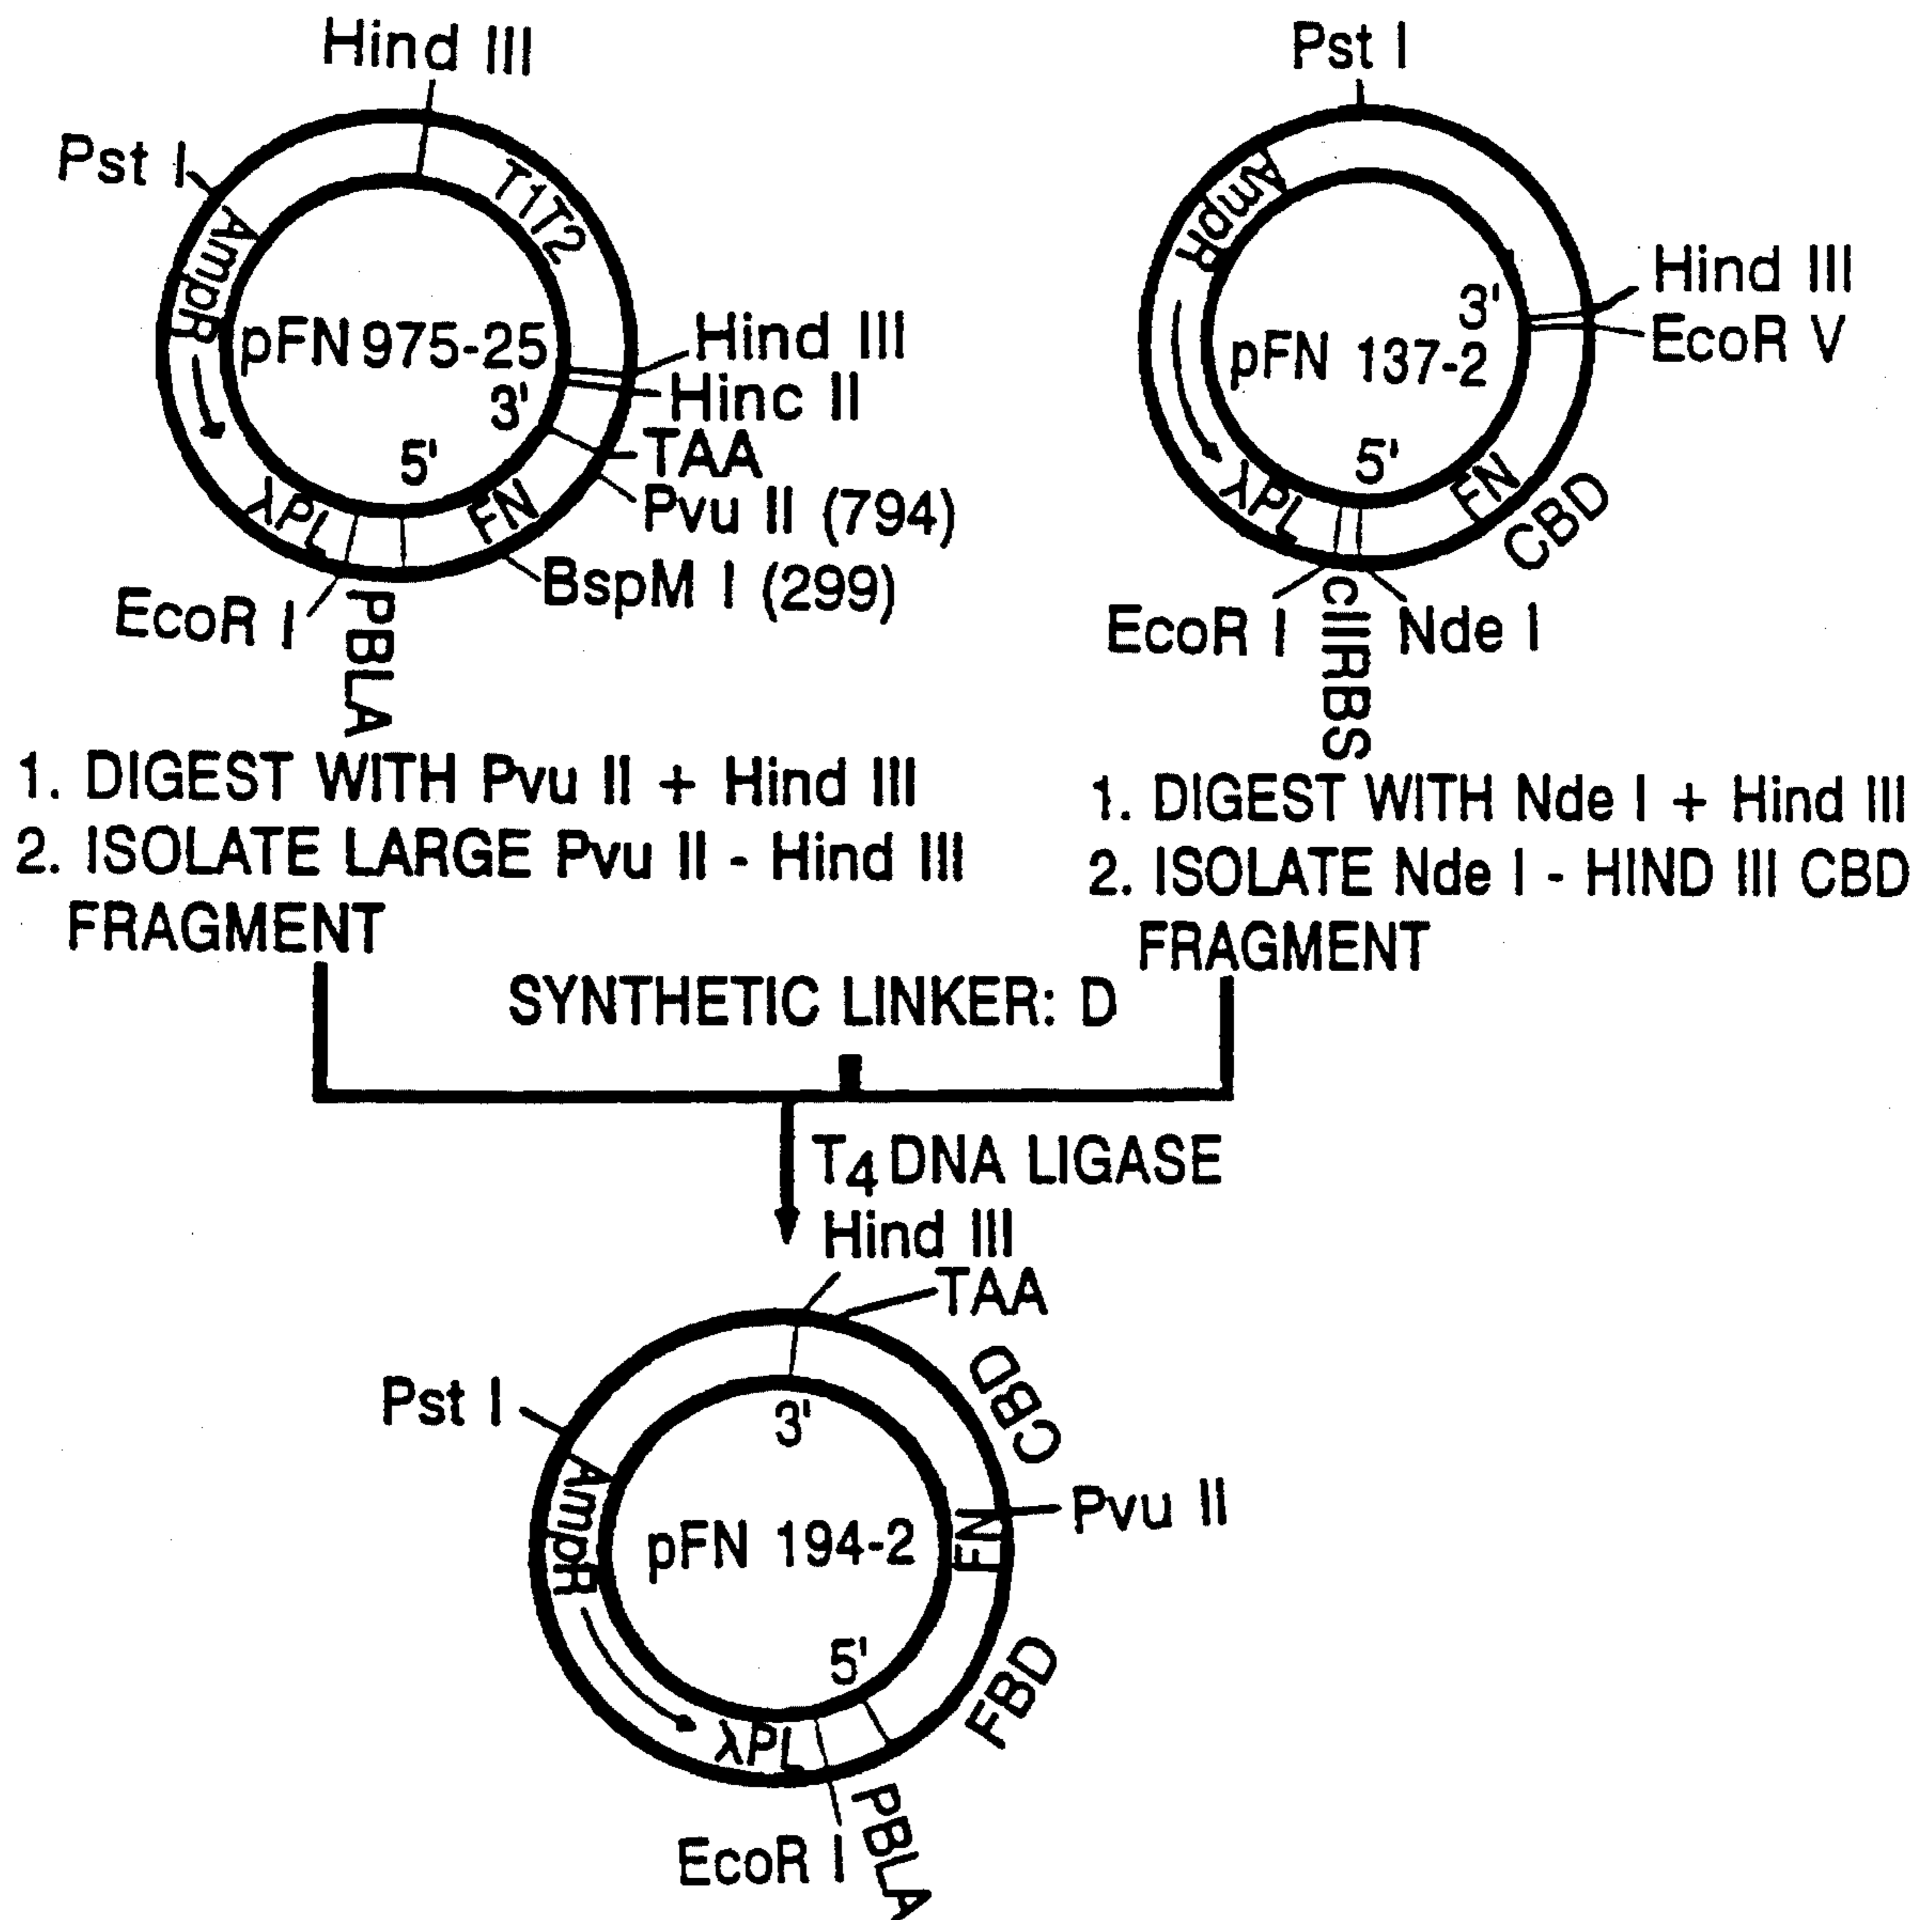 Hind III
Pst I
T1T2
AmpR
pFN 975-25
Hind III
Hinc II
3'
TAA
5'
Pvu II (794)
FN
λPL
BspM I (299)
EcoR I
PBLA
1. DIGEST WITH Pvu II + Hind III
2. ISOLATE LARGE Pvu II - Hind III
FRAGMENT
Pst I
AmpR
Hind III
3'
EcoR V
pFN 137-2
5'
FN
λPL
CBD
EcoR I
cIIRBS
Nde I
1. DIGEST WITH Nde I + Hind III
2. ISOLATE Nde I - HIND III CBD
FRAGMENT
SYNTHETIC LINKER: D
T4 DNA LIGASE
Hind III
TAA
CBD
Pst I
3'
Pvu II
AmpR
pFN 194-2
FN
5'
FBD
λPL
EcoR I
PBLA